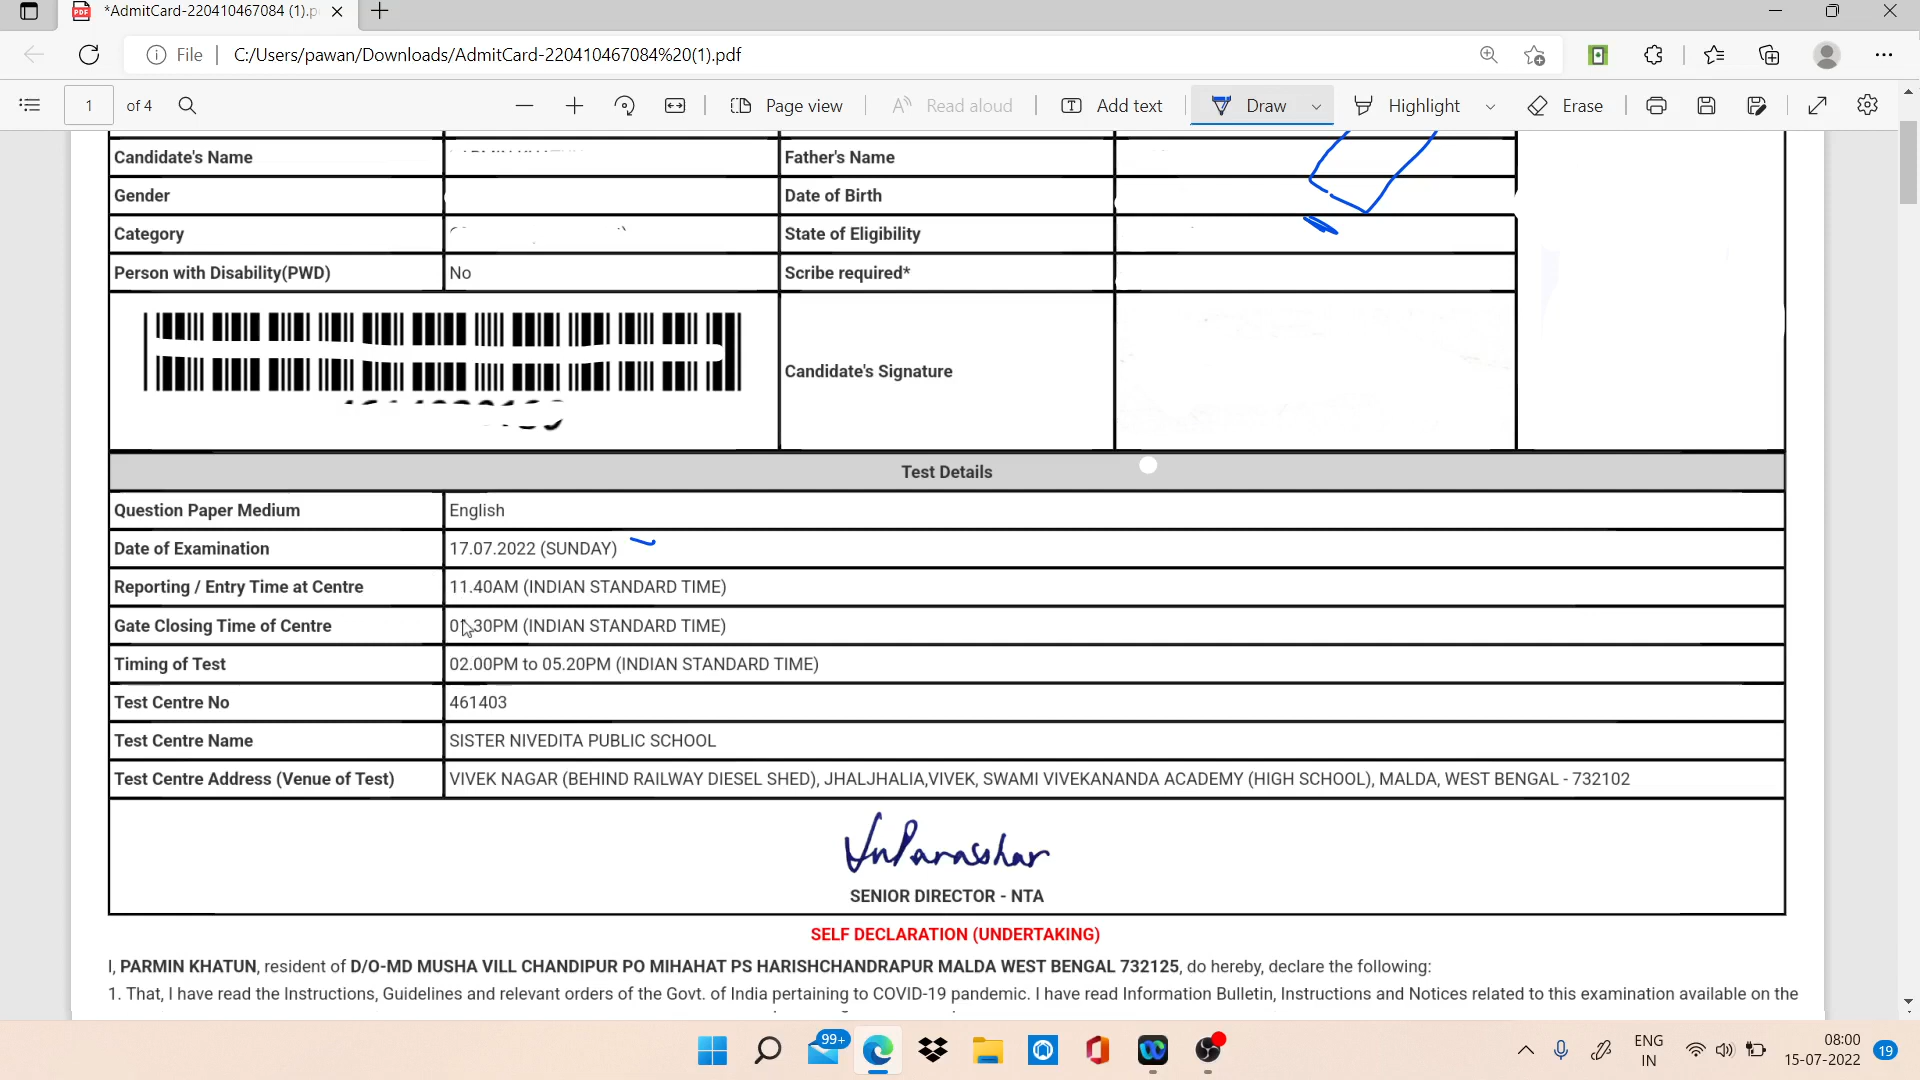 *AdmitCard-220410467084 (1).p
File
C:/Users/pawan/Downloads/AdmitCard-220410467084%20(1).pdf
1 of 4
Page view
Read aloud
Add text
Draw
Highlight
Erase
Candidate's Name
Father's Name
Gender
Date of Birth
Category
State of Eligibility
Person with Disability(PWD) No
Scribe required*
Candidate's Signature
Test Details
Question Paper Medium English
Date of Examination 17.07.2022 (SUNDAY)
Reporting / Entry Time at Centre 11.40AM (INDIAN STANDARD TIME)
Gate Closing Time of Centre (INDIAN STANDARD TIME)
Timing of Test 02.00PM to 05.20PM (INDIAN STANDARD TIME)
Test Centre No 461403
Test Centre Name SISTER NIVEDITA PUBLIC SCHOOL
Test Centre Address (Venue of Test) VIVEK NAGAR (BEHIND RAILWAY DIESEL SHED), JHALJHALIA,VIVEK, SWAMI VIVEKANANDA ACADEMY (HIGH SCHOOL), MALDA, WEST BENGAL - 732102
SENIOR DIRECTOR - NTA
SELF DECLARATION (UNDERTAKING)
I, PARMIN KHATUN, resident of D/O-MD MUSHA VILL CHANDIPUR PO MIHAHAT PS HARISHCHANDRAPUR MALDA WEST BENGAL 732125, do hereby, declare the following:
1. That, I have read the Instructions, Guidelines and relevant orders of the Govt. of India pertaining to COVID-19 pandemic. I have read Information Bulletin, Instructions and Notices related to this examination available on the
99+
ENG
IN
08:00
15-07-2022
19